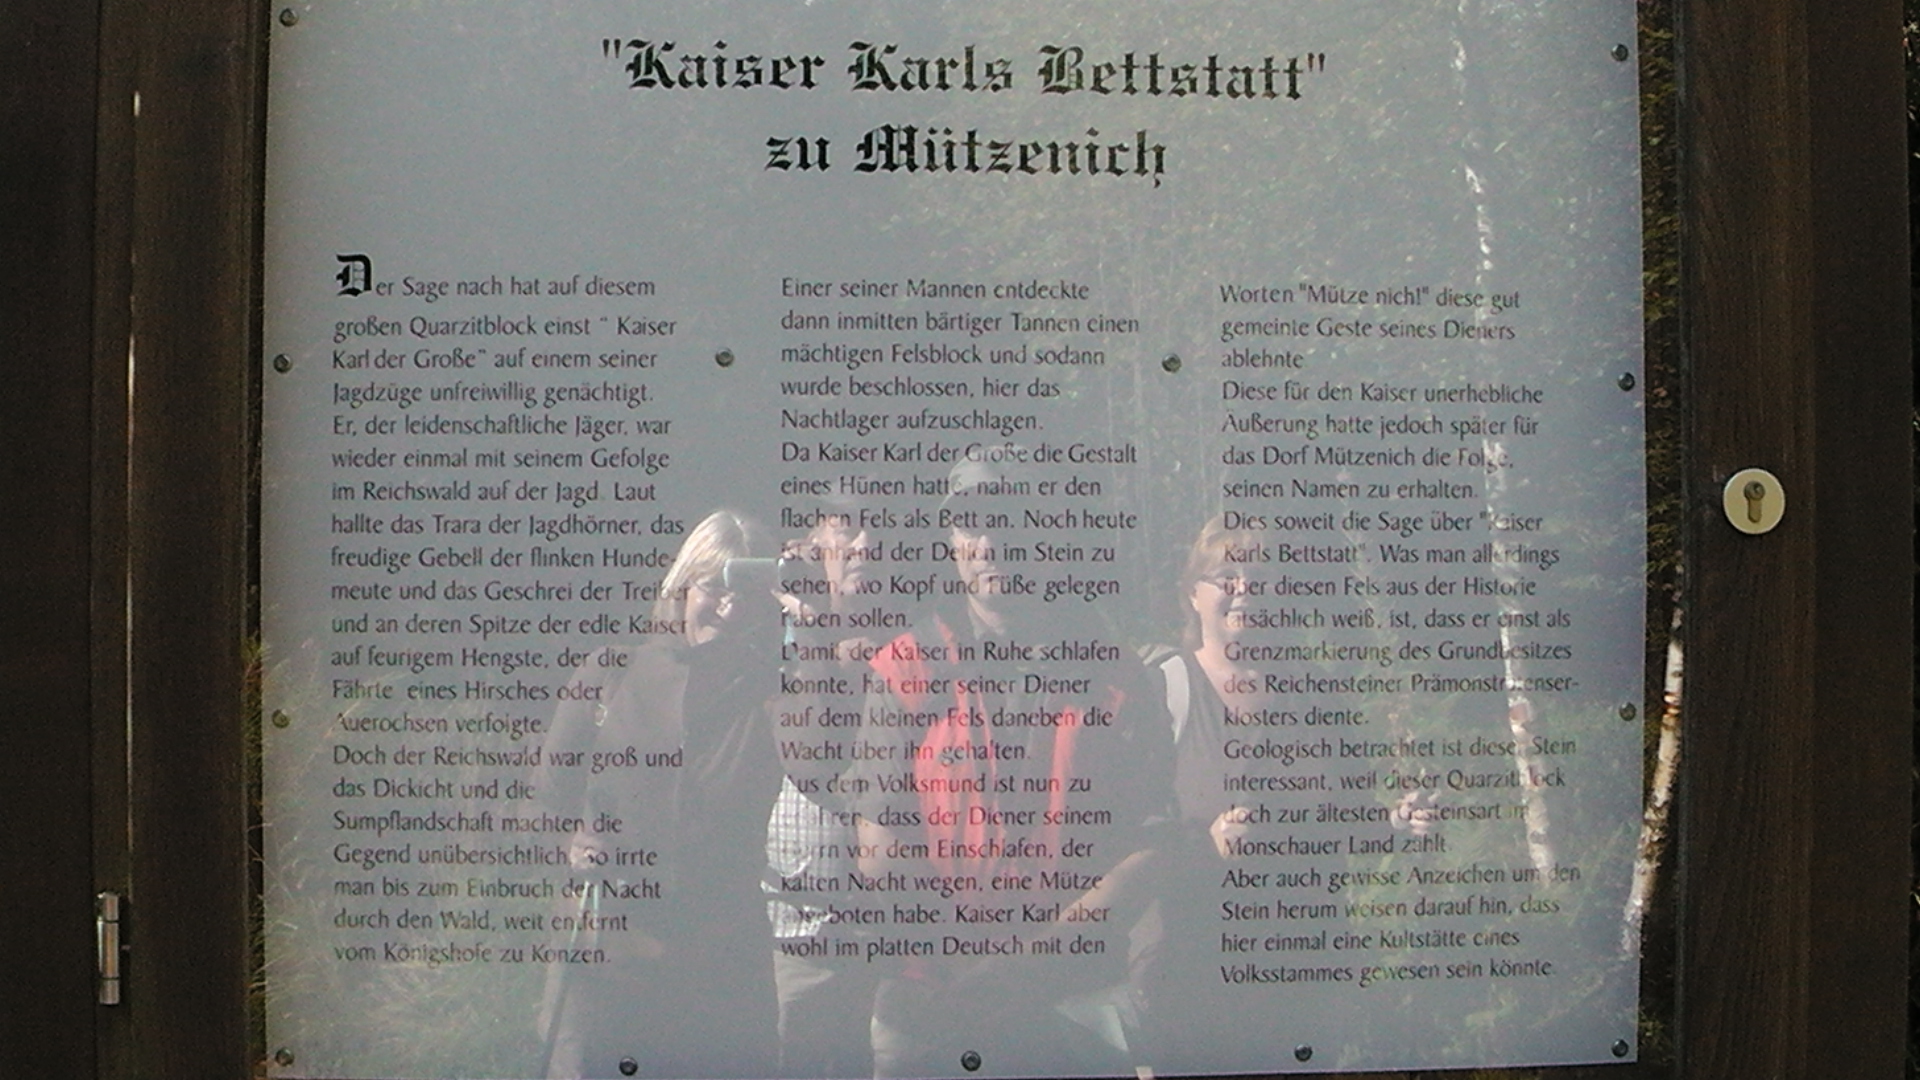 "Kaiser Karls Bettstatt"
zu Mützenich
Der Sage nach hat auf diesem
großen Quarzitblock einst " Kaiser
Karl der Große" auf einem seiner
Jagdzüge unfreiwillig genächtigt.
Er, der leidenschaftliche Jäger, war
wieder einmal mit seinem Gefolge
im Reichswald auf der Jagd. Laut
hallte das Trara der Jagdhörner, das
freudige Gebell der flinken Hunde-
meute und das Geschrei der Treiber
und an deren Spitze der edle Kaiser
auf feurigem Hengste, der die
Fährte eines Hirsches oder
Auerochsen verfolgte.
Doch der Reichswald war groß und
das Dickicht und die
Sumpflandschaft machten die
Gegend unübersichtlich. So irrte
man bis zum Einbruch der Nacht
durch den Wald, weit entfernt
vom Königshofe zu Konzen.
Einer seiner Mannen entdeckte
dann inmitten bärtiger Tannen einen
mächtigen Felsblock und sodann
wurde beschlossen, hier das
Nachtlager aufzuschlagen.
Da Kaiser Karl der Große die Gestalt
eines Hünen hatte, nahm er den
flachen Fels als Bett an. Noch heute
ist anhand der Dellen im Stein zu
sehen, wo Kopf und Füße gelegen
haben sollen.
Damit der Kaiser in Ruhe schlafen
konnte, hat einer seiner Diener
auf dem kleinen Fels daneben die
Wacht über ihn gehalten.
Aus dem Volksmund ist nun zu
erfahren, dass der Diener seinem
Herrn vor dem Einschlafen, der
kalten Nacht wegen, eine Mütze
angeboten habe. Kaiser Karl aber
wohl im platten Deutsch mit den
Worten "Mütze nich!" diese gut
gemeinte Geste seines Dieners
ablehnte
Diese für den Kaiser unerhebliche
Äußerung hatte jedoch später für
das Dorf Mützenich die Folge,
seinen Namen zu erhalten.
Dies soweit die Sage über "Kaiser
Karls Bettstatt". Was man allerdings
über diesen Fels aus der Historie
tatsächlich weiß, ist, dass er einst als
Grenzmarkierung des Grundbesitzes
des Reichensteiner Prämonstratenser-
klosters diente.
Geologisch betrachtet ist dieser Stein
interessant, weil dieser Quarzitblock
doch zur ältesten Gesteinsart im
Monschauer Land zählt.
Aber auch gewisse Anzeichen um den
Stein herum weisen darauf hin, dass
hier einmal eine Kultstätte eines
Volksstammes gewesen sein könnte.